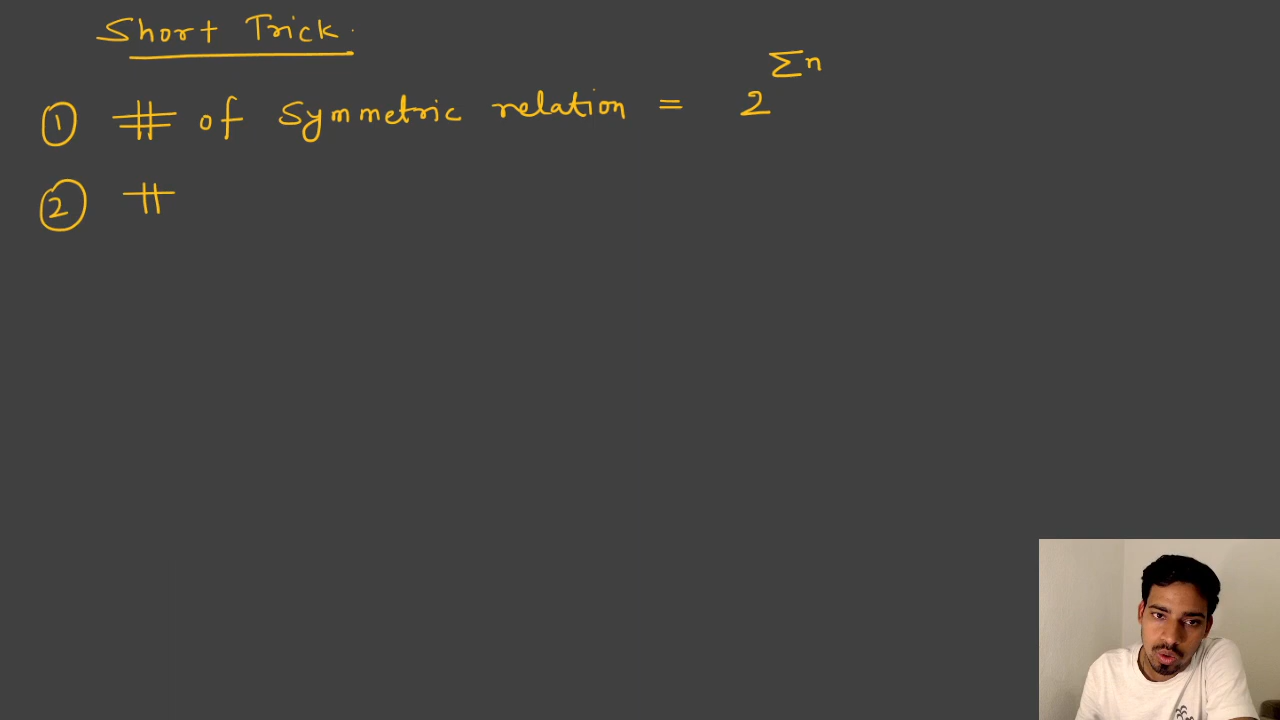 Short Trick.
① # of Symmetric relation = 2^Σn
② #